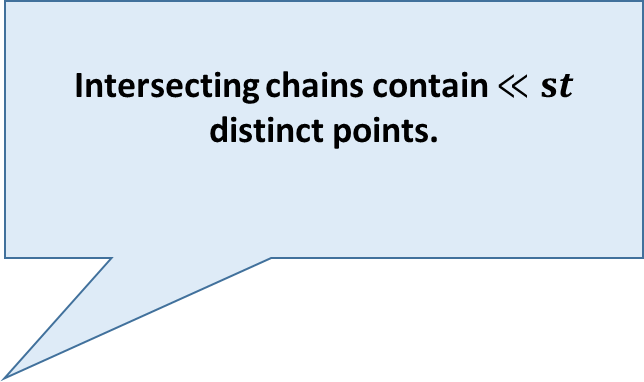 Intersecting chains contain ≪ 𝒔𝒕
distinct points.